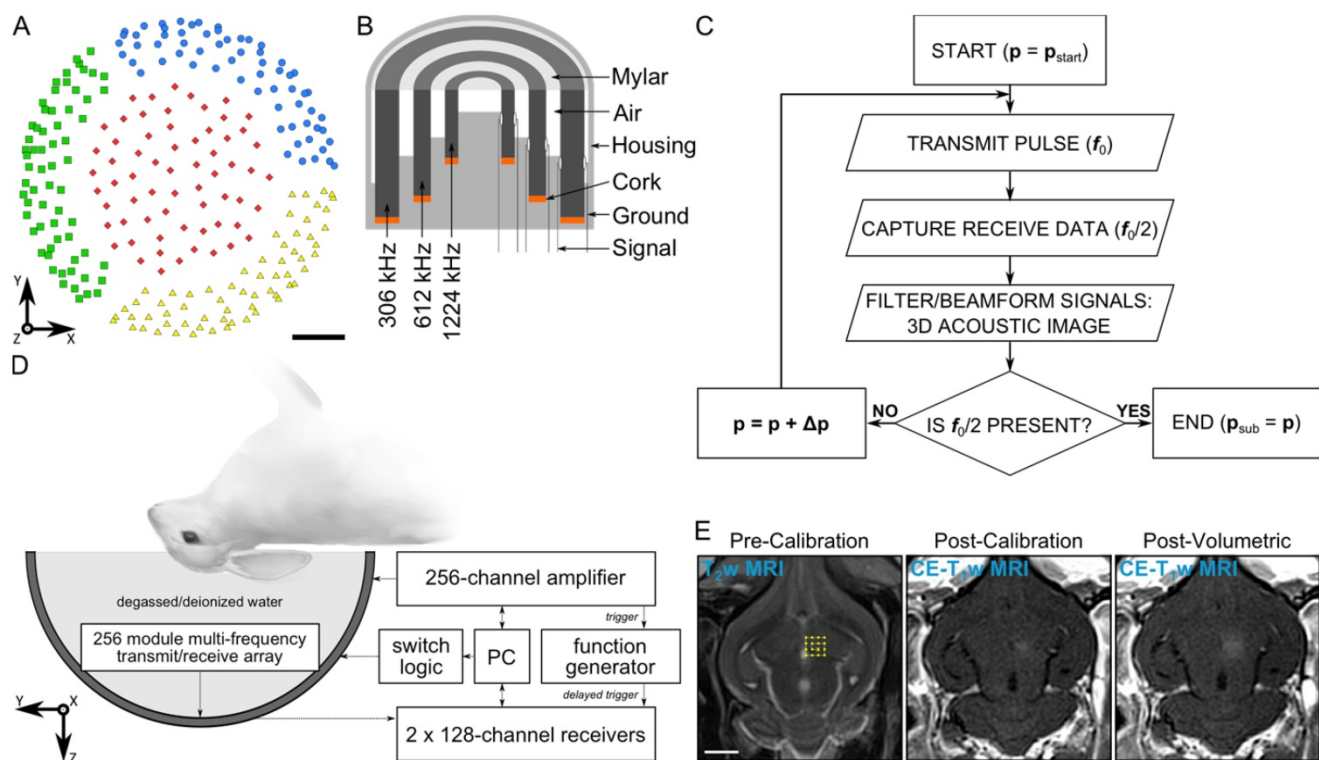 A
Y
Z
X
B
Mylar
Air
Housing
Cork
Ground
Signal
306 kHz
612 kHz
1224 kHz
C
START (p = pstart)
TRANSMIT PULSE (f0)
CAPTURE RECEIVE DATA (f0/2)
FILTER/BEAMFORM SIGNALS:
3D ACOUSTIC IMAGE
IS f0/2 PRESENT?
NO
YES
p = p + Δp
END (psub = p)
D
degassed/deionized water
256 module multi-frequency
transmit/receive array
256-channel amplifier
trigger
switch
logic
PC
function
generator
delayed trigger
2 x 128-channel receivers
Y
X
Z
E
Pre-Calibration
Post-Calibration
Post-Volumetric
T2w MRI
CE-T1w MRI
CE-T1w MRI